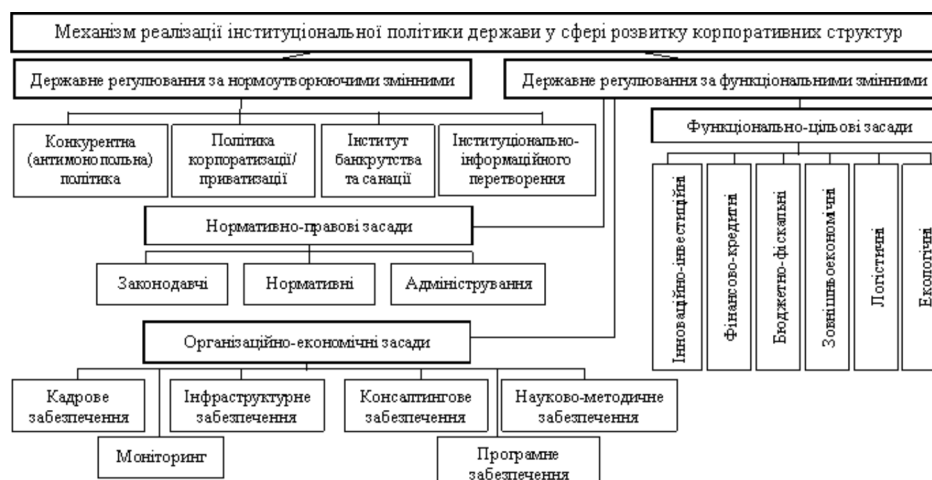 Механізм реалізації інституціональної політики держави у сфері розвитку корпоративних структур
Державне регулювання за нормоутворюючими змінними
Державне регулювання за функціональними змінними
Конкурентна
(антимонопольна)
політика
Політика
корпоратизації/
приватизації
Інститут
банкрутства
та санації
Інституціонально-
інформаційного
перетворення
Функціонально-цільові засади
Інноваційно-інвестиційні
Фінансово-кредитні
Бюджетно-фіскальні
Зовнішньоекономічні
Логістичні
Екологічні
Нормативно-правові засади
Законодавчі
Нормативні
Адміністрування
Організаційно-економічні засади
Кадрове
забезпечення
Інфраструктурне
забезпечення
Консалтингове
забезпечення
Науково-методичне
забезпечення
Моніторинг
Програмне
забезпечення